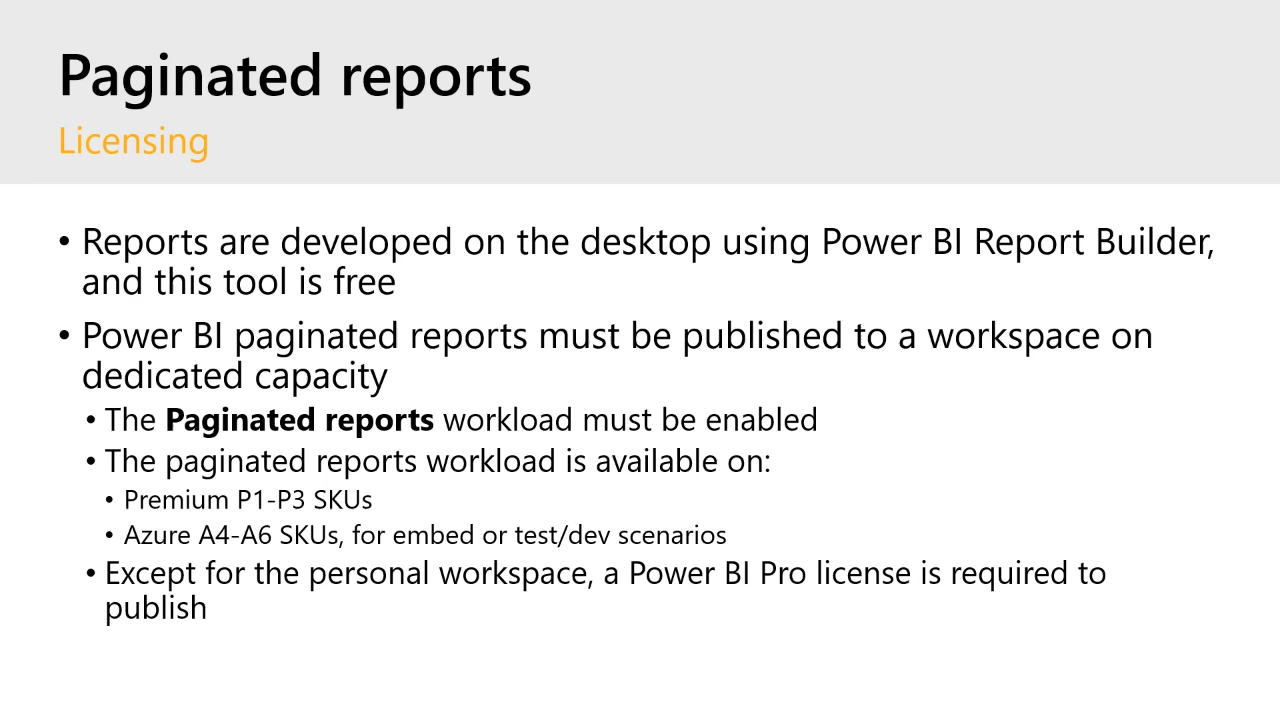 Paginated reports
Licensing
• Reports are developed on the desktop using Power BI Report Builder,
and this tool is free
• Power BI paginated reports must be published to a workspace on
dedicated capacity
• The Paginated reports workload must be enabled
• The paginated reports workload is available on:
• Premium P1-P3 SKUs
• Azure A4-A6 SKUs, for embed or test/dev scenarios
• Except for the personal workspace, a Power BI Pro license is required to
publish